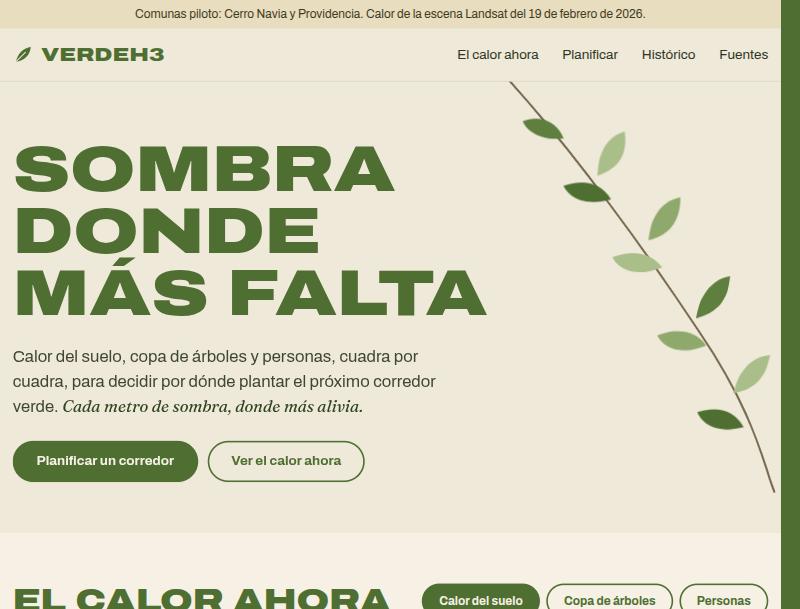 Comunas piloto: Cerro Navia y Providencia. Calor de la escena Landsat del 19 de febrero de 2026.
VERDEH3
El calor ahora
Planificar
Histórico
Fuentes
SOMBRA
DONDE
MÁS FALTA
Calor del suelo, copa de árboles y personas, cuadra por
cuadra, para decidir por dónde plantar el próximo corredor
verde. Cada metro de sombra, donde más alivia.
Planificar un corredor
Ver el calor ahora
EL CALOR AHORA
Calor del suelo
Copa de árboles
Personas